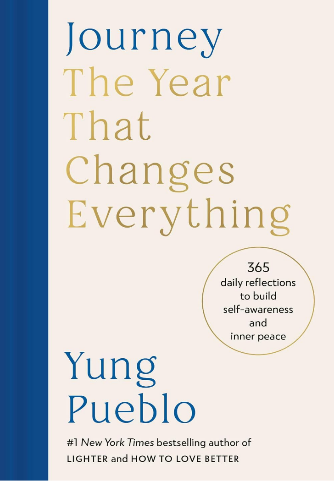 Journey
The Year
That
Changes
Everything
365
daily reflections
to build
self-awareness
and
inner peace
Yung
Pueblo
#1 New York Times bestselling author of
LIGHTER and HOW TO LOVE BETTER